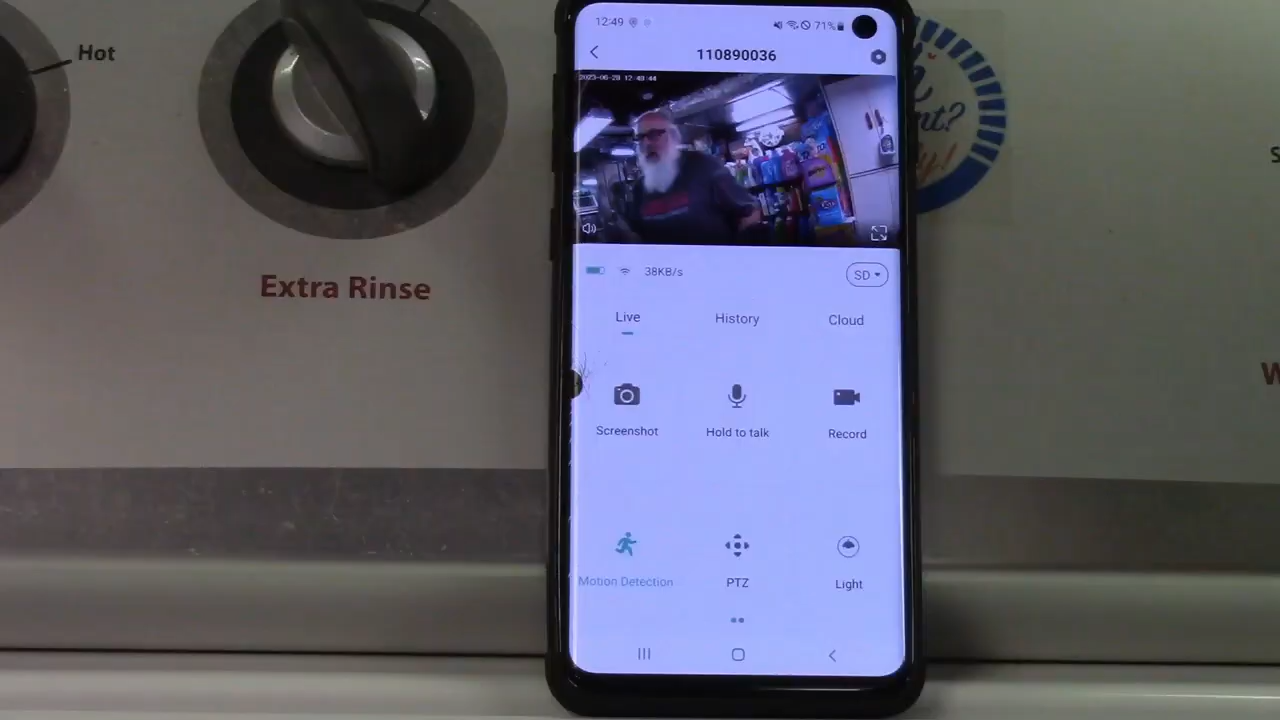 Hot
Extra Rinse
12:49
71%
110890036
2023-06-28 12:49:44
38KB/s
SD
Live
History
Cloud
Screenshot
Hold to talk
Record
Motion Detection
PTZ
Light
nt?